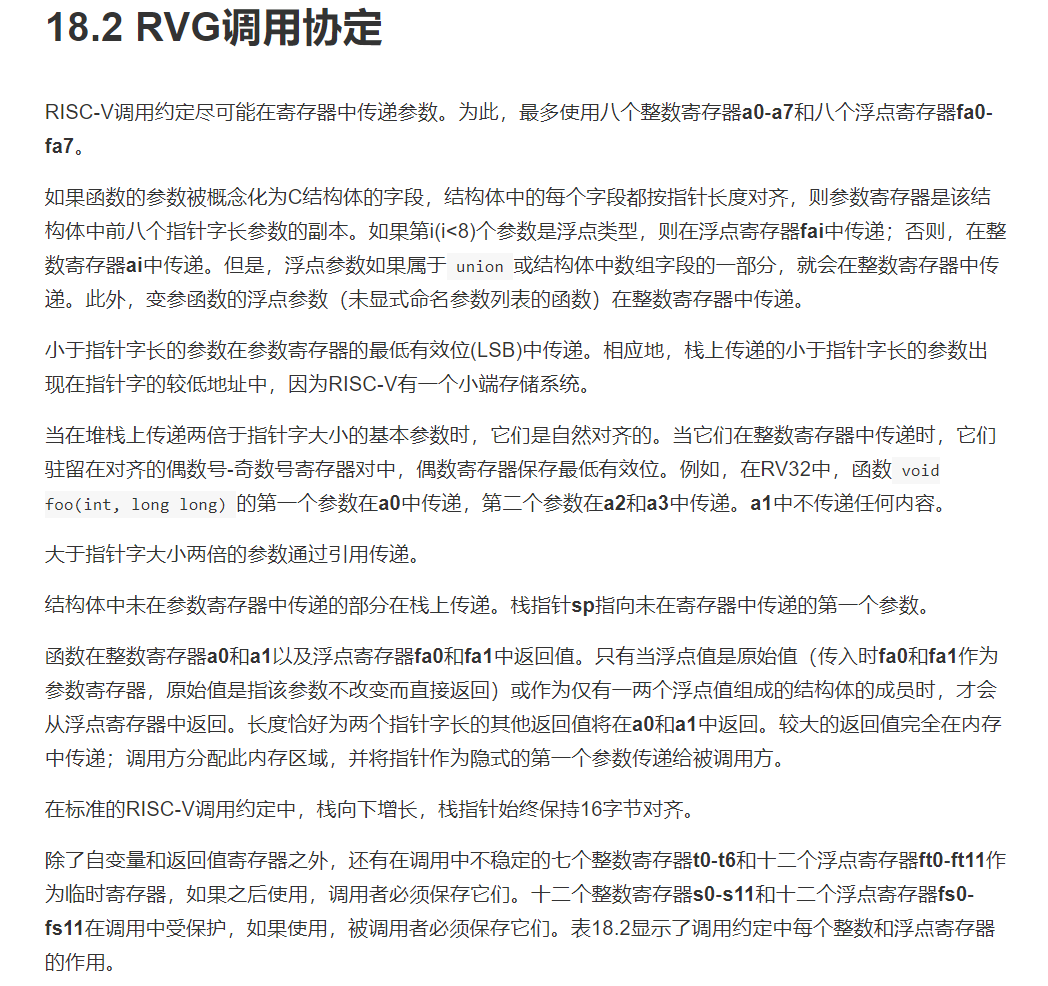 18.2 RVG调用协定
RISC-V调用约定尽可能在寄存器中传递参数。为此，最多使用八个整数寄存器a0-a7和八个浮点寄存器fa0-
fa7。
如果函数的参数被概念化为C结构体的字段，结构体中的每个字段都按指针长度对齐，则参数寄存器是该结
构体中前八个指针字长参数的副本。如果第i(i<8)个参数是浮点类型，则在浮点寄存器fai中传递；否则，在整
数寄存器ai中传递。但是，浮点参数如果属于 union 或结构体中数组字段的一部分，就会在整数寄存器中传
递。此外，变参函数的浮点参数（未显式命名参数列表的函数）在整数寄存器中传递。
小于指针字长的参数在参数寄存器的最低有效位(LSB)中传递。相应地，栈上传递的小于指针字长的参数出
现在指针字的较低地址中，因为RISC-V有一个小端存储系统。
当在堆栈上传递两倍于指针字大小的基本参数时，它们是自然对齐的。当它们在整数寄存器中传递时，它们
驻留在对齐的偶数号-奇数号寄存器对中，偶数寄存器保存最低有效位。例如，在RV32中，函数 void
foo(int, long long) 的第一个参数在a0中传递，第二个参数在a2和a3中传递。a1中不传递任何内容。
大于指针字大小两倍的参数通过引用传递。
结构体中未在参数寄存器中传递的部分在栈上传递。栈指针sp指向未在寄存器中传递的第一个参数。
函数在整数寄存器a0和a1以及浮点寄存器fa0和fa1中返回值。只有当浮点值是原始值（传入时fa0和fa1作为
参数寄存器，原始值是指该参数不改变而直接返回）或作为仅有一两个浮点值组成的结构体的成员时，才会
从浮点寄存器中返回。长度恰好为两个指针字长的其他返回值将在a0和a1中返回。较大的返回值完全在内存
中传递；调用方分配此内存区域，并将指针作为隐式的第一个参数传递给被调用方。
在标准的RISC-V调用约定中，栈向下增长，栈指针始终保持16字节对齐。
除了自变量和返回值寄存器之外，还有在调用中不稳定的七个整数寄存器t0-t6和十二个浮点寄存器ft0-ft11作
为临时寄存器，如果之后使用，调用者必须保存它们。十二个整数寄存器s0-s11和十二个浮点寄存器fs0-
fs11在调用中受保护，如果使用，被调用者必须保存它们。表18.2显示了调用约定中每个整数和浮点寄存器
的作用。